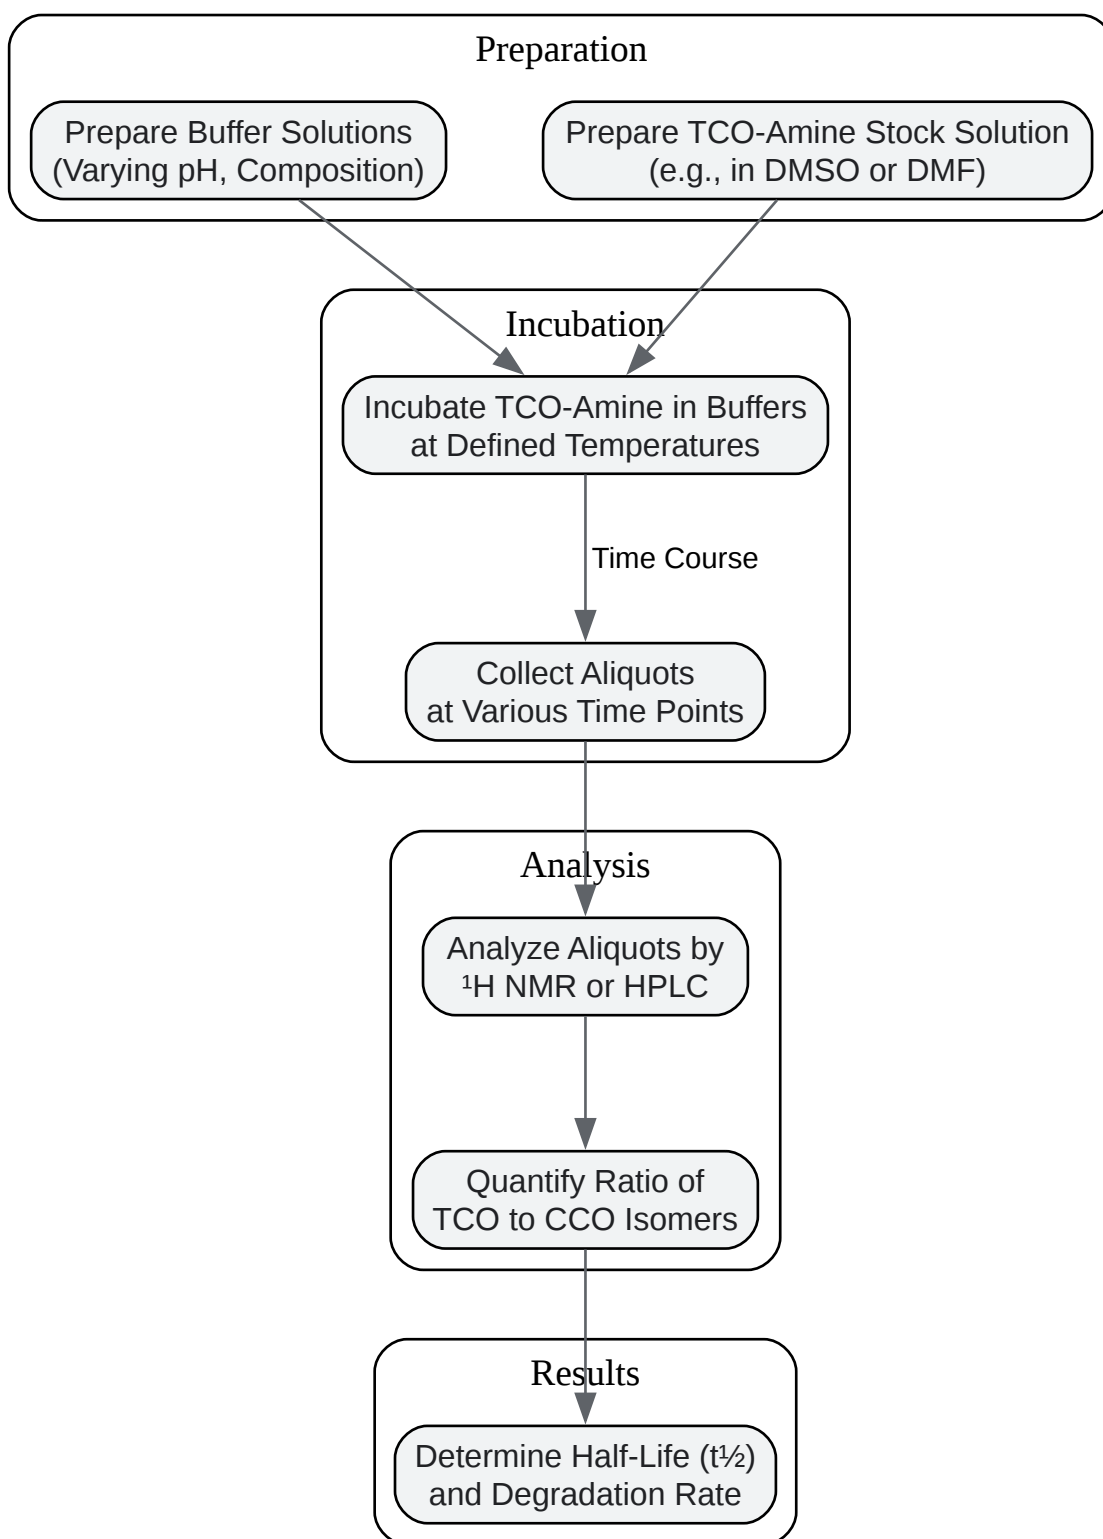 Preparation
Prepare Buffer Solutions
(Varying pH, Composition)
Prepare TCO-Amine Stock Solution
(e.g., in DMSO or DMF)
Incubation
Incubate TCO-Amine in Buffers
at Defined Temperatures
Time Course
Collect Aliquots
at Various Time Points
Analysis
Analyze Aliquots by
¹H NMR or HPLC
Quantify Ratio of
TCO to CCO Isomers
Results
Determine Half-Life (t½)
and Degradation Rate